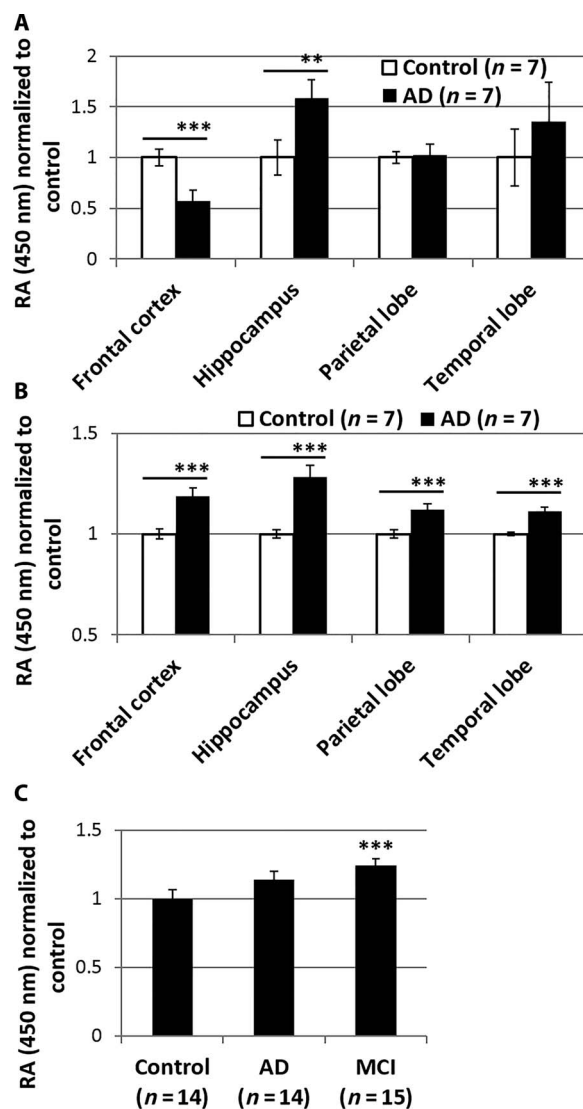 A
RA (450 nm) normalized to
control
2
1.5
1
0.5
0
*** ** 
Control (n = 7)
AD (n = 7)
Frontal cortex
Hippocampus
Parietal lobe
Temporal lobe
B
RA (450 nm) normalized to
control
Control (n = 7) AD (n = 7)
1.5
1
0.5
*** *** *** ***
Frontal cortex
Hippocampus
Parietal lobe
Temporal lobe
C
RA (450 nm) normalized to
control
1.5
1
0.5
0
***
Control AD MCI
(n = 14) (n = 14) (n = 15)